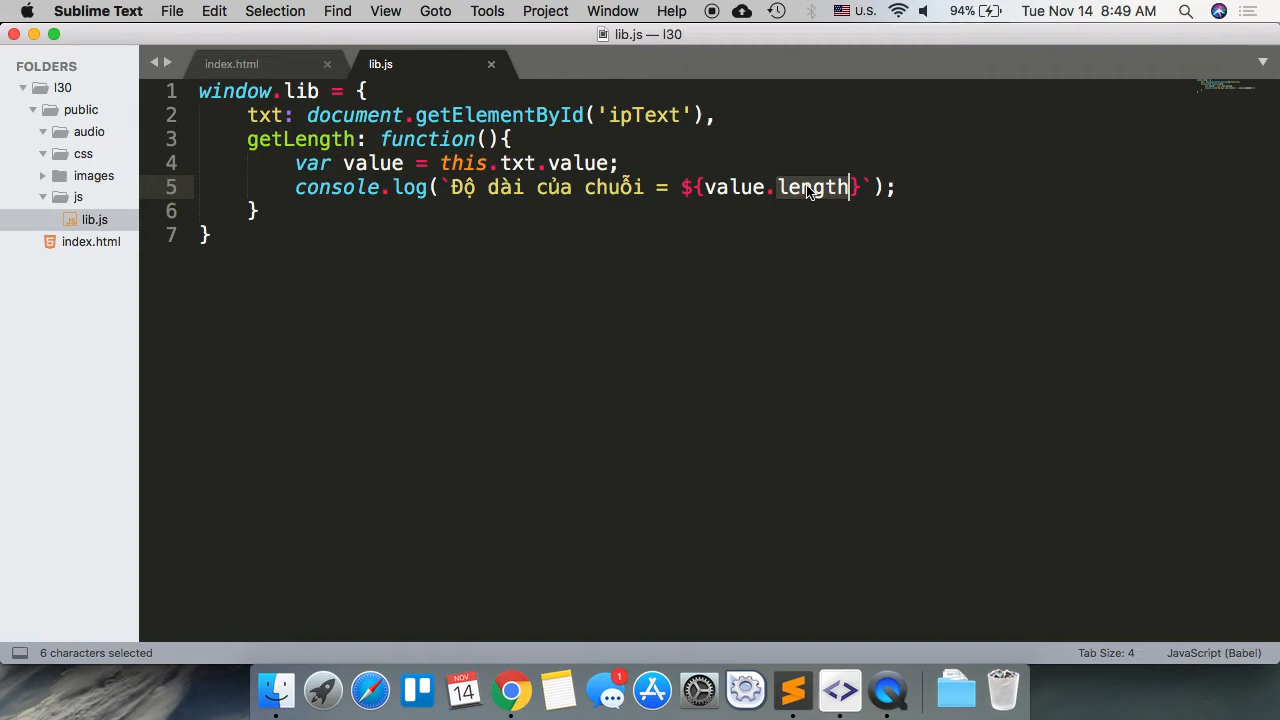 Sublime Text File Edit Selection Find View Goto Tools Project Window Help U.S. 94% Tue Nov 14 8:49 AM
lib.js — l30
FOLDERS
l30
public
audio
css
images
js
lib.js
index.html
index.html × lib.js ×
1 window.lib = {
2 txt: document.getElementById('ipText'),
3 getLength: function(){
4 var value = this.txt.value;
5 console.log(`Độ dài của chuỗi = ${value.length}`);
6 }
7 }
6 characters selected Tab Size: 4 JavaScript (Babel)
NOV
14
1